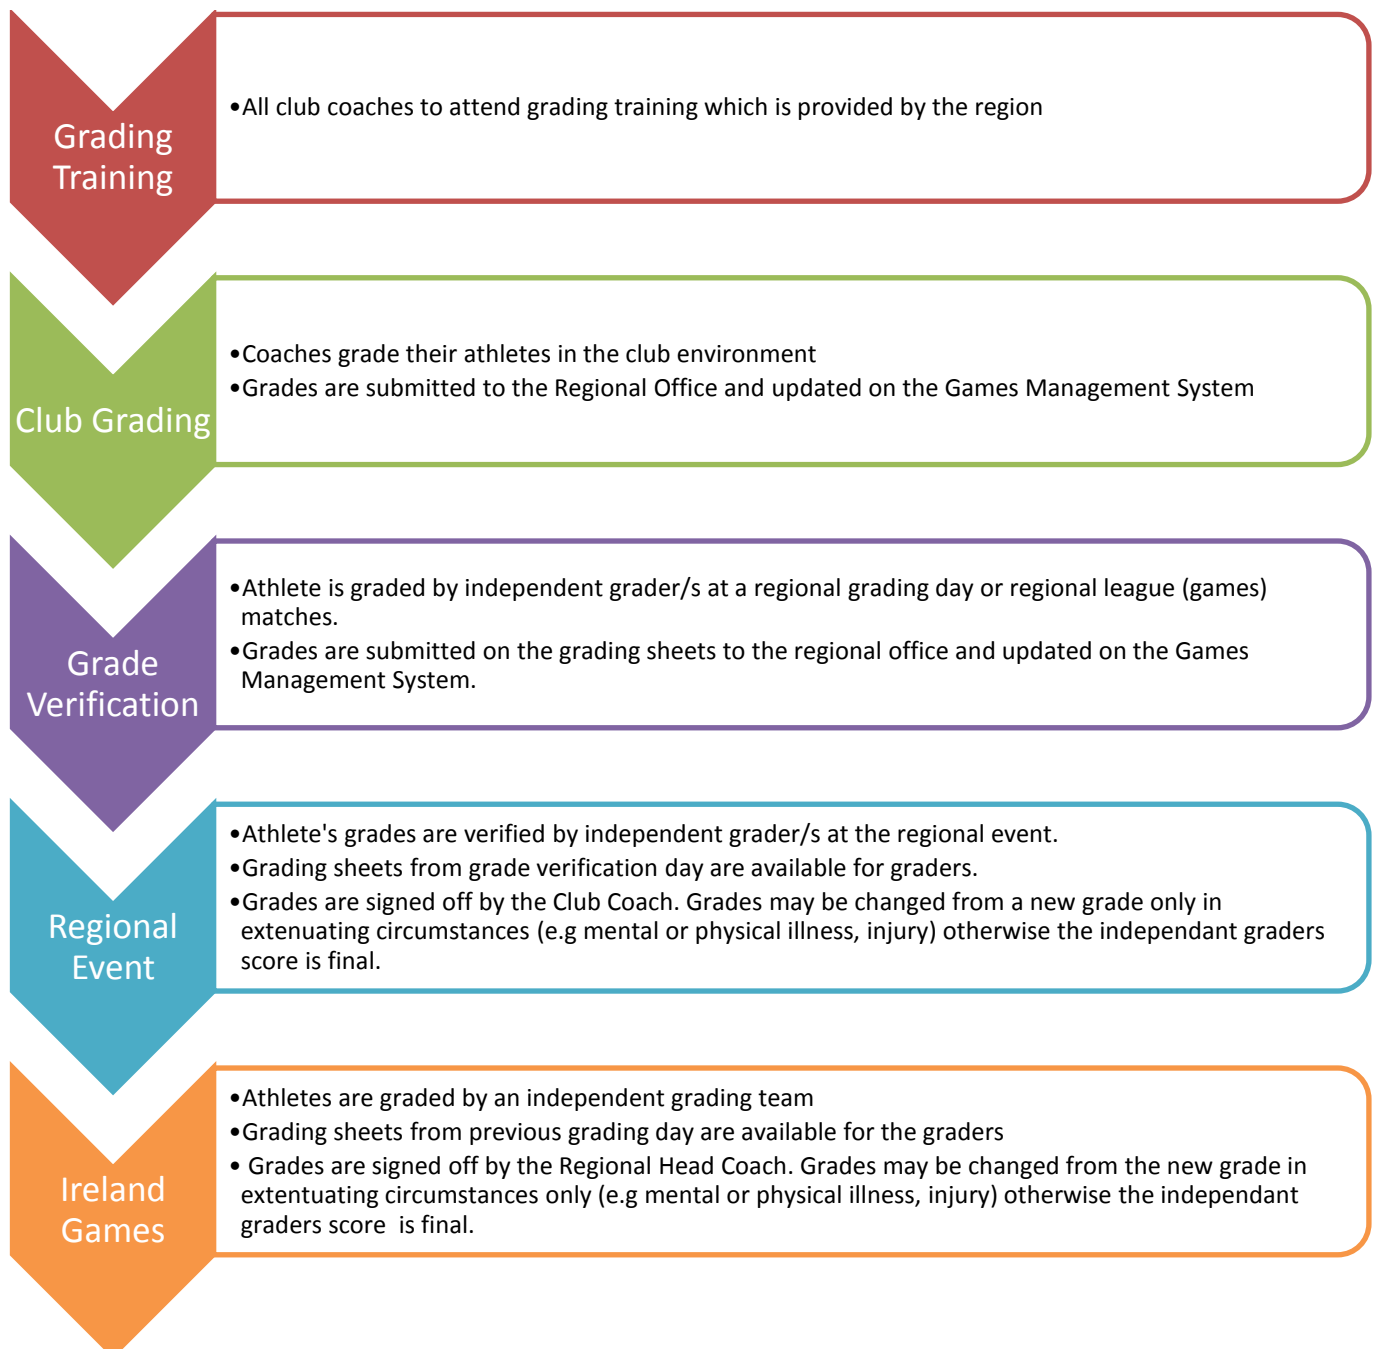 Grading
Training
•All club coaches to attend grading training which is provided by the region
Club Grading
•Coaches grade their athletes in the club environment
•Grades are submitted to the Regional Office and updated on the Games Management System
Grade
Verification
•Athlete is graded by independent grader/s at a regional grading day or regional league (games)
matches.
•Grades are submitted on the grading sheets to the regional office and updated on the Games
Management System.
Regional
Event
•Athlete's grades are verified by independent grader/s at the regional event.
•Grading sheets from grade verification day are available for graders.
•Grades are signed off by the Club Coach. Grades may be changed from a new grade only in
extenuating circumstances (e.g mental or physical illness, injury) otherwise the independant graders
score is final.
Ireland
Games
•Athletes are graded by an independent grading team
•Grading sheets from previous grading day are available for the graders
• Grades are signed off by the Regional Head Coach. Grades may be changed from the new grade in
extentuating circumstances only (e.g mental or physical illness, injury) otherwise the independant
graders score  is final.